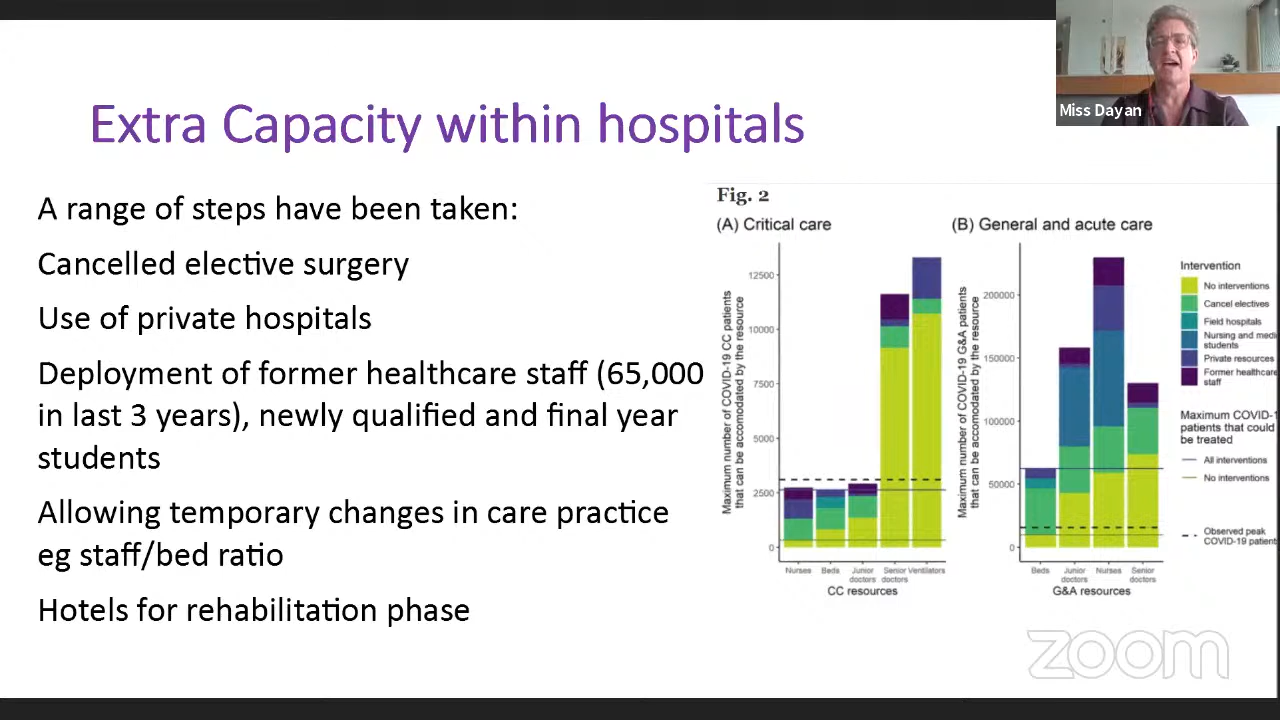 Miss Dayan
Extra Capacity within hospitals
A range of steps have been taken:
Cancelled elective surgery
Use of private hospitals
Deployment of former healthcare staff (65,000
in last 3 years), newly qualified and final year
students
Allowing temporary changes in care practice
eg staff/bed ratio
Hotels for rehabilitation phase
Fig. 2
(A) Critical care
Maximum number of COVID-19 CC patients
that can be accomodated by the resource
12500
10000
7500
5000
2500
0
Nurses
Beds
Junior
doctors
Senior
doctors
Ventilators
CC resources
(B) General and acute care
Maximum number of COVID-19 G&A patients
that can be accomodated by the resource
200000
150000
100000
50000
0
Beds
Junior
doctors
Nurses
Senior
doctors
G&A resources
Intervention
No interventions
Cancel electives
Field hospitals
Nursing and medi
students
Private resources
Former healthcare
staff
Maximum COVID-1
patients that could
be treated
All interventions
No interventions
Observed peak
COVID-19 patient
zoom